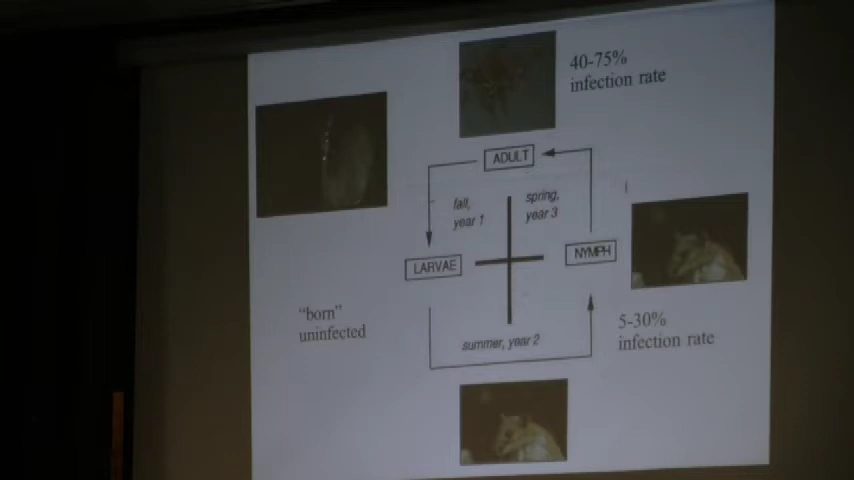 40-75%
infection rate
ADULT
fall,
year 1
spring,
year 3
LARVAE
NYMPH
"born"
uninfected
5-30%
infection rate
summer, year 2